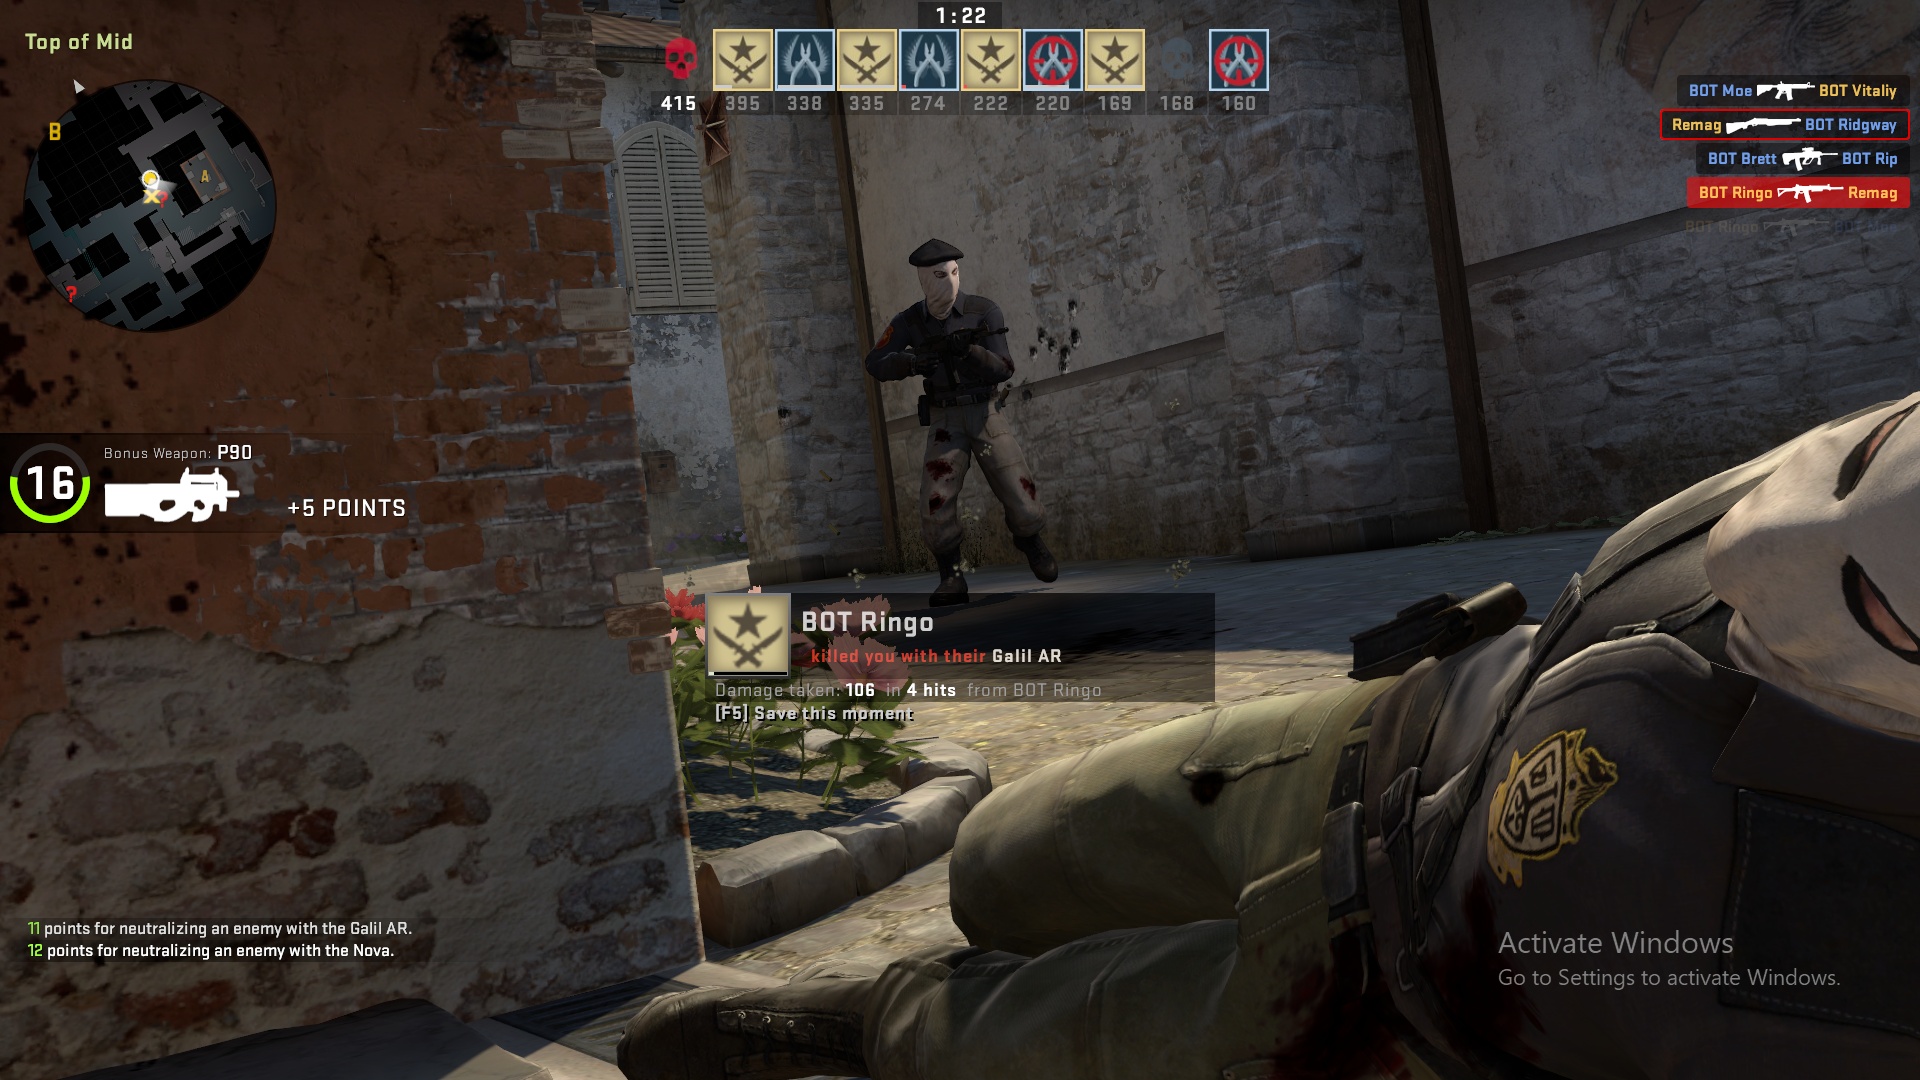 1:22
Top of Mid
415 395 338 335 274 222 220 169 168 160
BOT Moe BOT Vitaliy
Remag BOT Ridgway
BOT Brett BOT Rip
BOT Ringo Remag
BOT Ringo
B
A
?
?
16
Bonus Weapon: P90
+5 POINTS
BOT Ringo
killed you with their Galil AR
Damage taken: 106 in 4 hits from BOT Ringo
[F5] Save this moment
11 points for neutralizing an enemy with the Galil AR.
12 points for neutralizing an enemy with the Nova.
Activate Windows
Go to Settings to activate Windows.